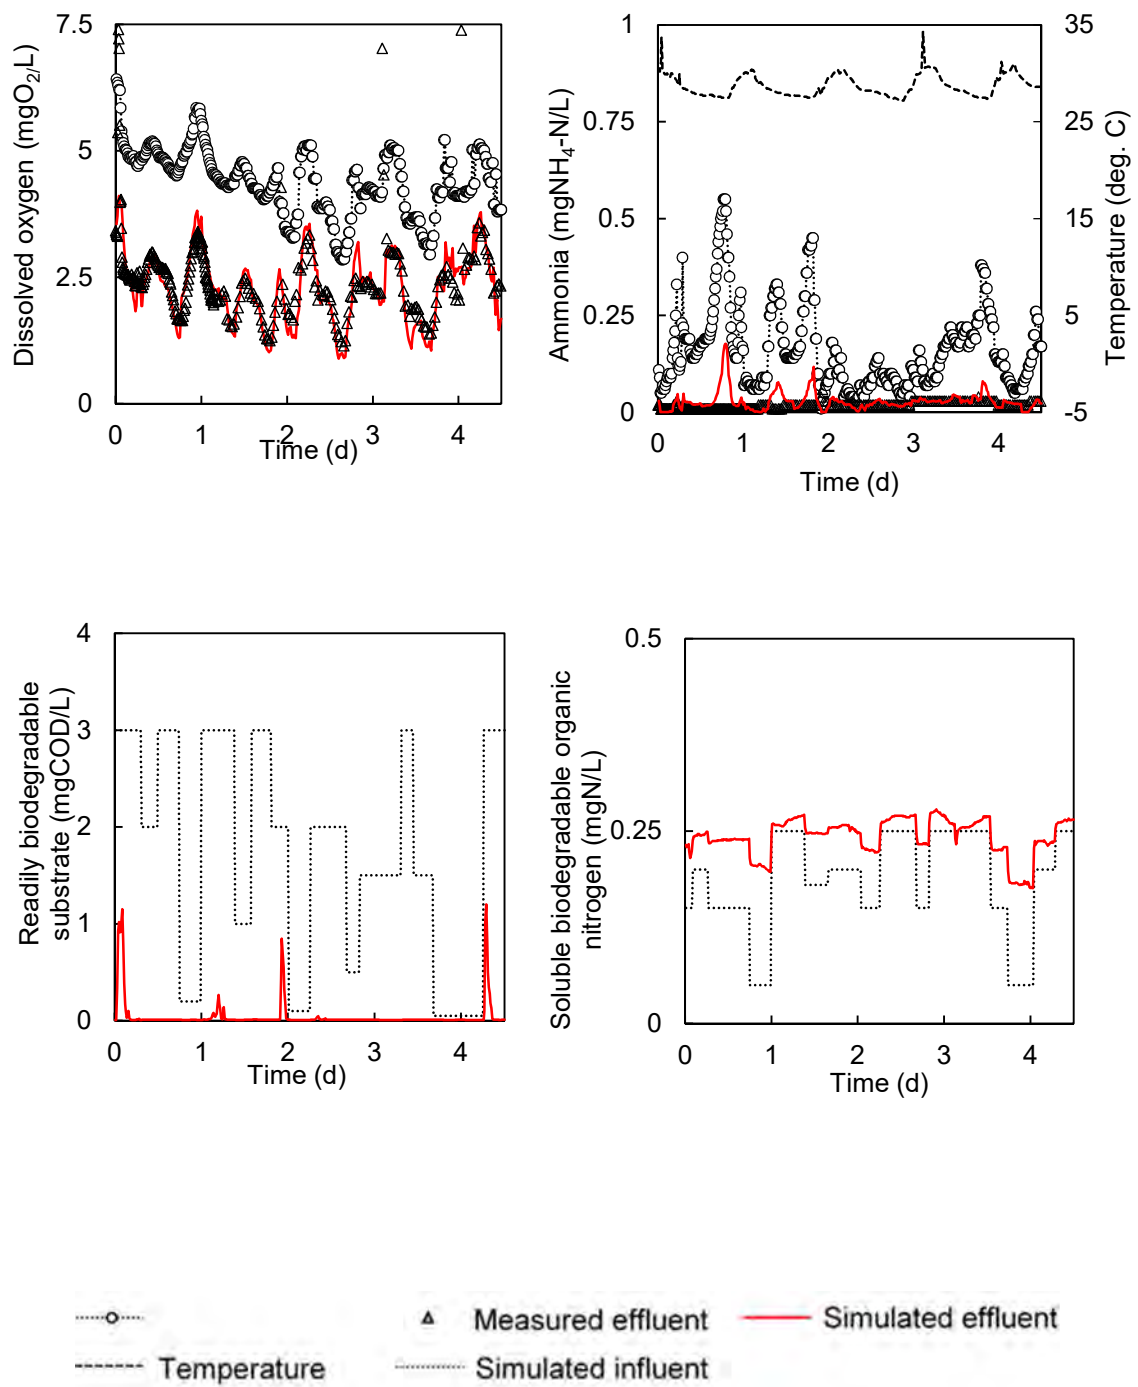 7.5
5
2.5
0
Dissolved oxygen (mgO2/L)
0 1 2 3 4
Time (d)
1
0.75
0.5
0.25
0
Ammonia (mgNH4-N/L)
35
25
15
5
-5
Temperature (deg. C)
0 1 2 3 4
Time (d)
4
3
2
1
0
Readily biodegradable
substrate (mgCOD/L)
0 1 2 3 4
Time (d)
0.5
0.25
0
Soluble biodegradable organic
nitrogen (mgN/L)
0 1 2 3 4
Time (d)
Measured effluent
Simulated effluent
Temperature
Simulated influent